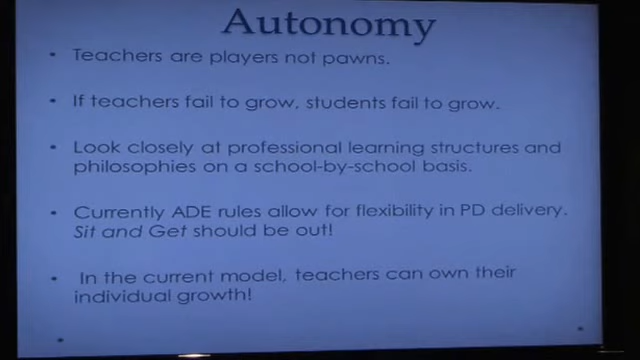 Autonomy
• Teachers are players not pawns.
• If teachers fail to grow, students fail to grow.
• Look closely at professional learning structures and
philosophies on a school-by-school basis.
• Currently ADE rules allow for flexibility in PD delivery.
Sit and Get should be out!
• In the current model, teachers can own their
individual growth!